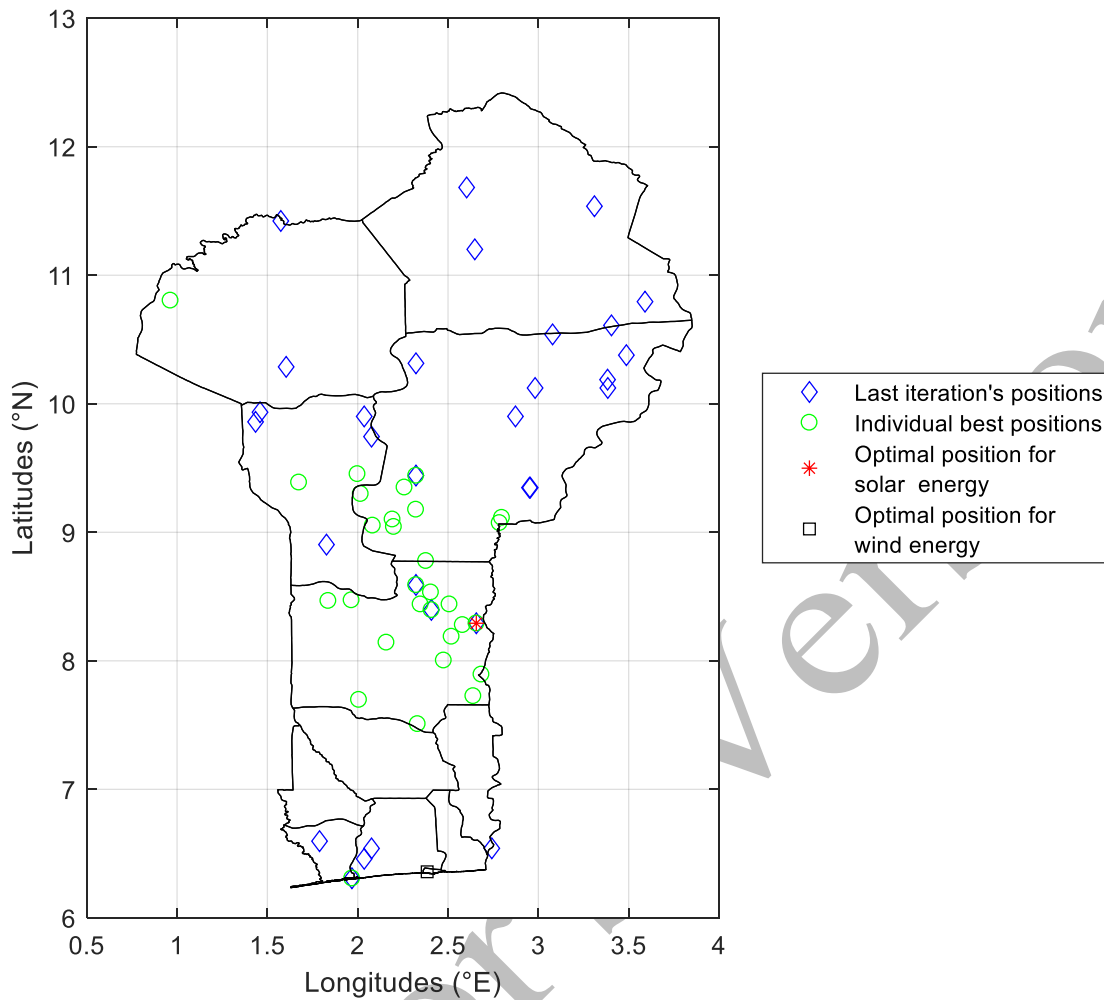 13
12
11
10
9
8
7
6
0.5 1 1.5 2 2.5 3 3.5 4
Latitudes (°N)
Longitudes (°E)
Last iteration's positions
Individual best positions
Optimal position for
solar energy
Optimal position for
wind energy